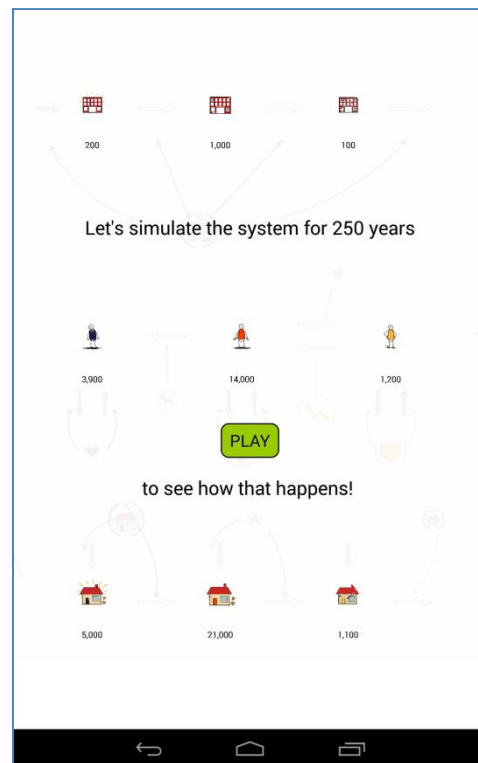 200 1,000 100
Let's simulate the system for 250 years
3,900 14,000 1,200
PLAY
to see how that happens!
5,000 21,000 1,100